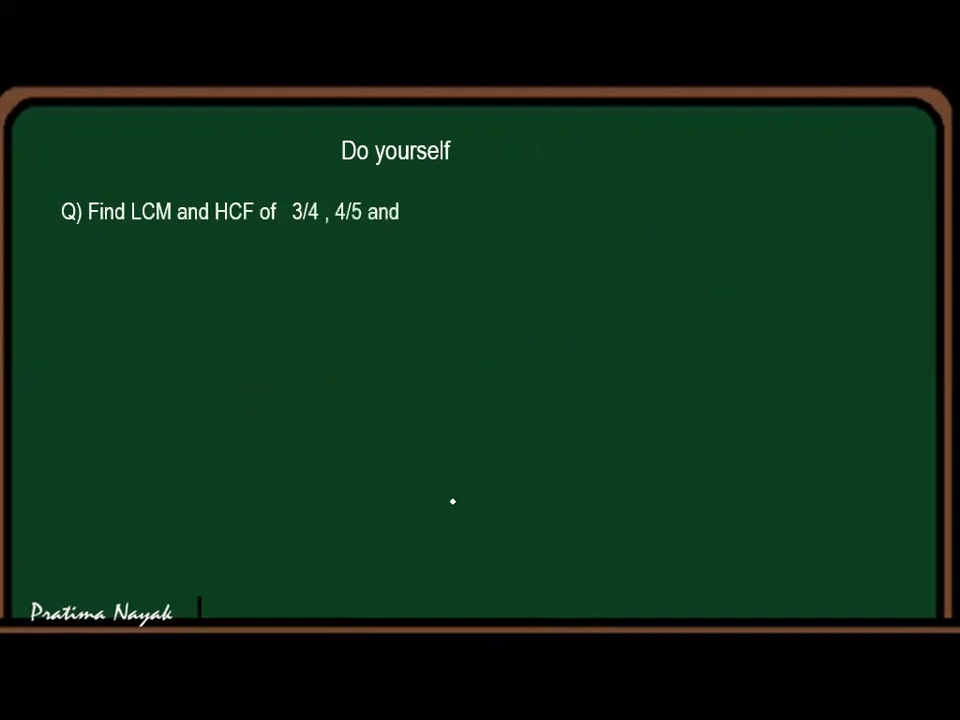 Do yourself
Q) Find LCM and HCF of 3/4 , 4/5 and
Pratima Nayak